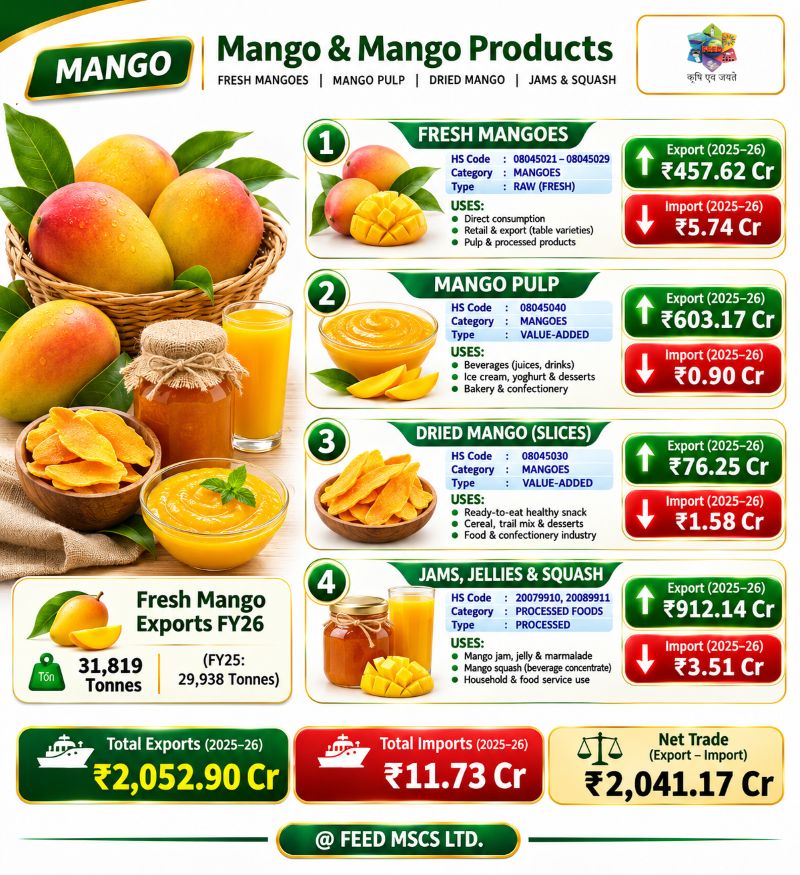 MANGO
Mango & Mango Products
FRESH MANGOES | MANGO PULP | DRIED MANGO | JAMS & SQUASH
FEED
कृषि एव जयते
1
FRESH MANGOES
HS Code : 08045021 – 08045029
Category : MANGOES
Type : RAW (FRESH)
USES:
• Direct consumption
• Retail & export (table varieties)
• Pulp & processed products
Export (2025–26)
₹457.62 Cr
Import (2025–26)
₹5.74 Cr
2
MANGO PULP
HS Code : 08045040
Category : MANGOES
Type : VALUE-ADDED
USES:
• Beverages (juices, drinks)
• Ice cream, yoghurt & desserts
• Bakery & confectionery
Export (2025–26)
₹603.17 Cr
Import (2025–26)
₹0.90 Cr
3
DRIED MANGO (SLICES)
HS Code : 08045030
Category : MANGOES
Type : VALUE-ADDED
USES:
• Ready-to-eat healthy snack
• Cereal, trail mix & desserts
• Food & confectionery industry
Export (2025–26)
₹76.25 Cr
Import (2025–26)
₹1.58 Cr
4
JAMS, JELLIES & SQUASH
HS Code : 20079910, 20089911
Category : PROCESSED FOODS
Type : PROCESSED
USES:
• Mango jam, jelly & marmalade
• Mango squash (beverage concentrate)
• Household & food service use
Export (2025–26)
₹912.14 Cr
Import (2025–26)
₹3.51 Cr
Fresh Mango
Exports FY26
Ton
31,819
Tonnes
(FY25:
29,938 Tonnes)
Total Exports (2025–26)
₹2,052.90 Cr
Total Imports (2025–26)
₹11.73 Cr
Net Trade
(Export – Import)
₹2,041.17 Cr
@ FEED MSCS LTD.